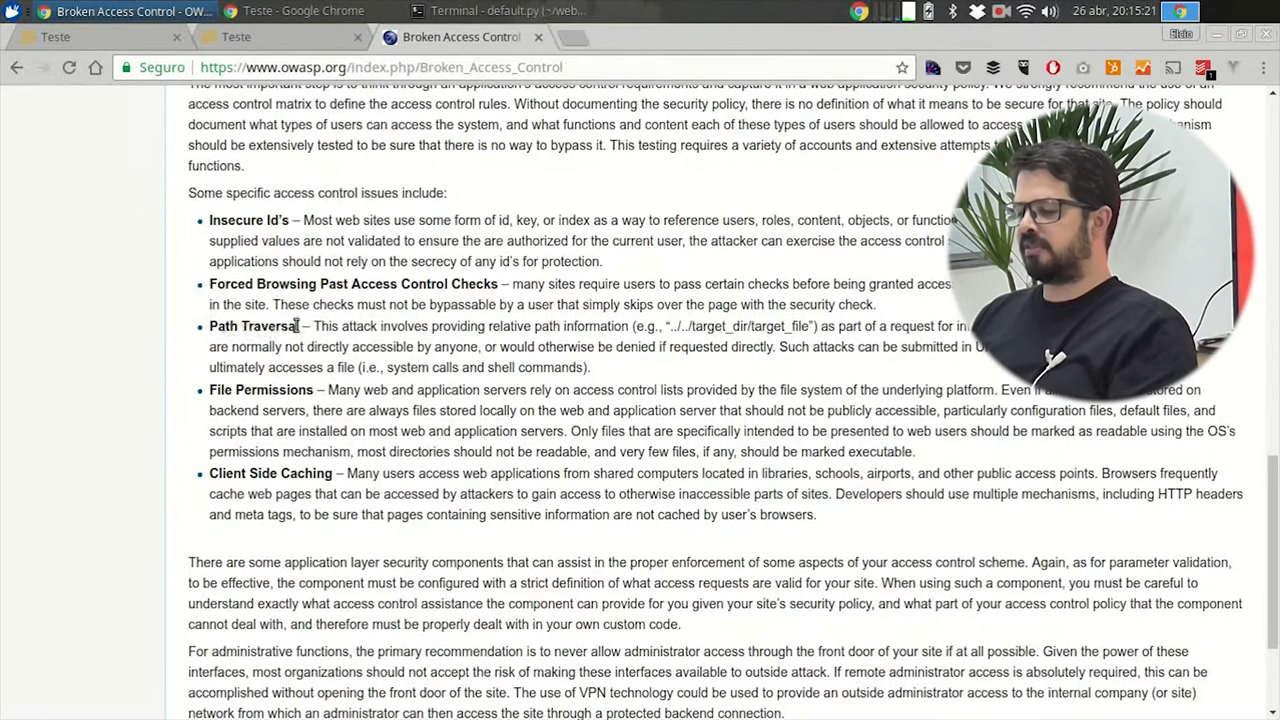 Broken Access Control - OW...
Teste - Google Chrome
Terminal - default.py (~/web...
26 abr, 20:15:21
Teste
Teste
Broken Access Control
Elcio
Seguro
https://www.owasp.org/index.php/Broken_Access_Control
1
The most important step is to think through an application's access control requirements and capture it in a web application security policy. We strongly recommend the use of an
access control matrix to define the access control rules. Without documenting the security policy, there is no definition of what it means to be secure for that site. The policy should
document what types of users can access the system, and what functions and content each of these types of users should be allowed to access
should be extensively tested to be sure that there is no way to bypass it. This testing requires a variety of accounts and extensive attempts
functions.
Some specific access control issues include:
Insecure Id's – Most web sites use some form of id, key, or index as a way to reference users, roles, content, objects, or
supplied values are not validated to ensure the are authorized for the current user, the attacker can exercise the access control
applications should not rely on the secrecy of any id's for protection.
Forced Browsing Past Access Control Checks – many sites require users to pass certain checks before being granted
in the site. These checks must not be bypassable by a user that simply skips over the page with the security check.
Path Traversal – This attack involves providing relative path information (e.g., “../../target_dir/target_file”) as part of a request for
are normally not directly accessible by anyone, or would otherwise be denied if requested directly. Such attacks can be submitted in
ultimately accesses a file (i.e., system calls and shell commands).
File Permissions – Many web and application servers rely on access control lists provided by the file system of the underlying platform. Even stored on
backend servers, there are always files stored locally on the web and application server that should not be publicly accessible, particularly configuration files, default files, and
scripts that are installed on most web and application servers. Only files that are specifically intended to be presented to web users should be marked as readable using the OS's
permissions mechanism, most directories should not be readable, and very few files, if any, should be marked executable.
Client Side Caching – Many users access web applications from shared computers located in libraries, schools, airports, and other public access points. Browsers frequently
cache web pages that can be accessed by attackers to gain access to otherwise inaccessible parts of sites. Developers should use multiple mechanisms, including HTTP headers
and meta tags, to be sure that pages containing sensitive information are not cached by user's browsers.
There are some application layer security components that can assist in the proper enforcement of some aspects of your access control scheme. Again, as for parameter validation,
to be effective, the component must be configured with a strict definition of what access requests are valid for your site. When using such a component, you must be careful to
understand exactly what access control assistance the component can provide for you given your site's security policy, and what part of your access control policy that the component
cannot deal with, and therefore must be properly dealt with in your own custom code.
For administrative functions, the primary recommendation is to never allow administrator access through the front door of your site if at all possible. Given the power of these
interfaces, most organizations should not accept the risk of making these interfaces available to outside attack. If remote administrator access is absolutely required, this can be
accomplished without opening the front door of the site. The use of VPN technology could be used to provide an outside administrator access to the internal company (or site)
network from which an administrator can then access the site through a protected backend connection.